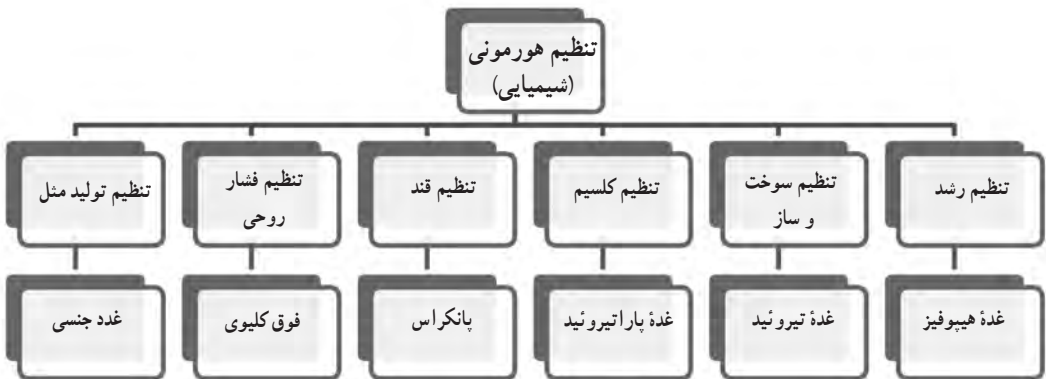 تنظیم هورمونی
(شیمیایی)
تنظیم رشد
تنظیم سوخت
و ساز
تنظیم کلسیم
تنظیم قند
تنظیم فشار
روحی
تنظیم تولید مثل
غدهٔ هیپوفیز
غدهٔ تیروئید
غدهٔ پاراتیروئید
پانکراس
فوق کلیوی
غدد جنسی